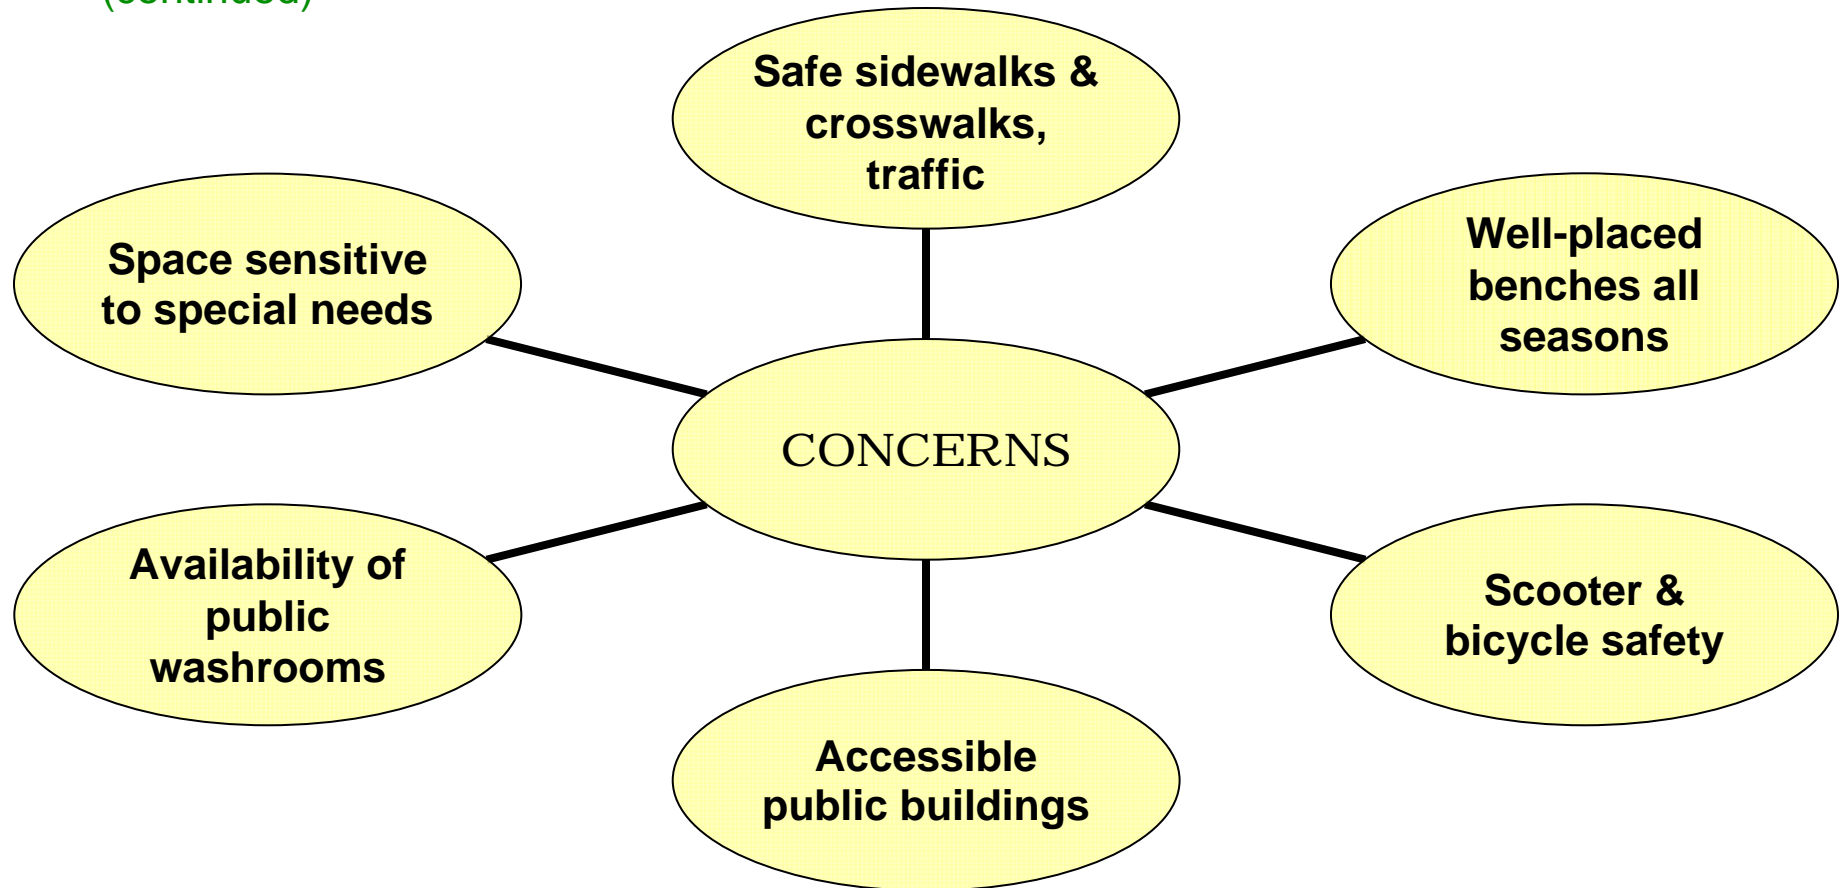 (continued)
Safe sidewalks &
crosswalks,
traffic
Well-placed
benches all
seasons
Space sensitive
to special needs
CONCERNS
Availability of
public
washrooms
Scooter &
bicycle safety
Accessible
public buildings